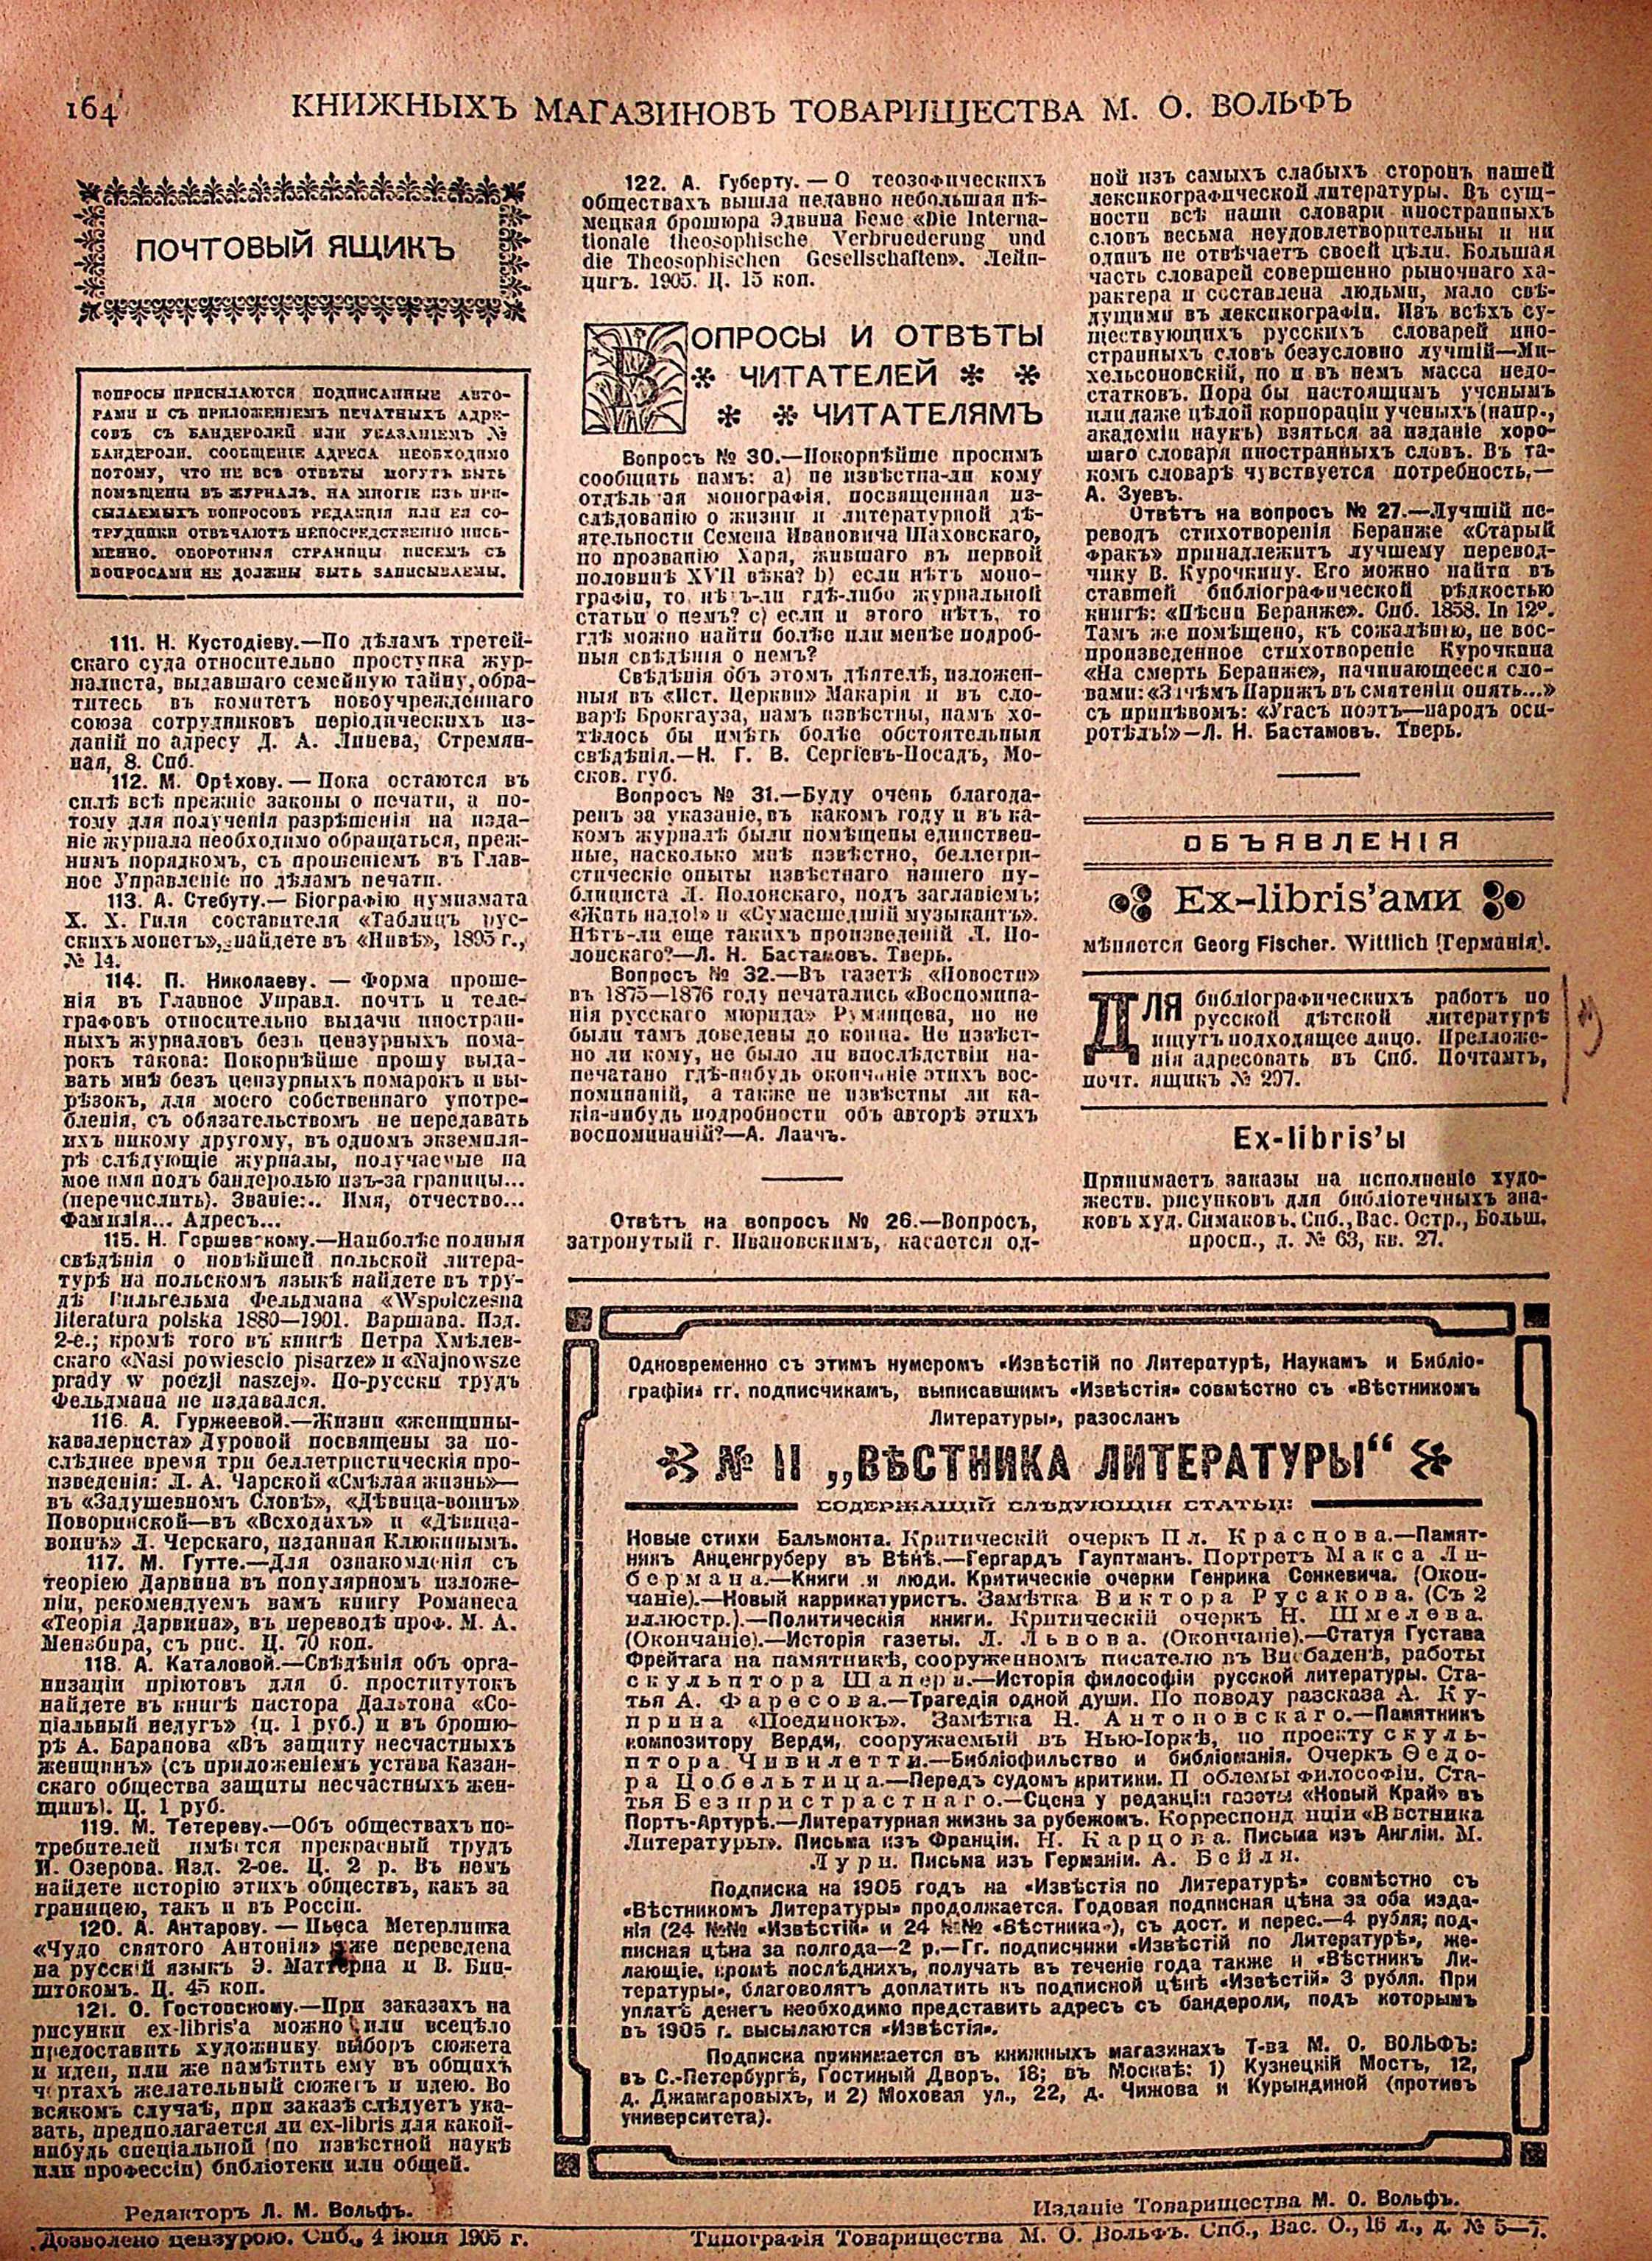 164
КНИЖНЫХЪ МАГАЗИНОВЪ ТОВАРИЩЕСТВА М. О. ВОЛЬФЪ
ПОЧТОВЫЙ ЯЩИКЪ
ВОПРОСЫ ПРИСЫЛАЮТСЯ ПОДПИСАННЫЕ АВТО-
РАМИ И СЪ ПРИЛОЖЕНІЕМЪ ПЕЧАТНЫХЪ АДРЕ-
СОВЪ СЪ БАНДЕРОЛЕЙ ИЛИ УКАЗАНІЕМЪ №
БАНДЕРОЛИ. СООБЩЕНІЕ АДРЕСА НЕОБХОДИМО
ПОТОМУ, ЧТО НЕ ВСѢ ОТВѢТЫ МОГУТЪ БЫТЬ
ПОМѢЩЕНЫ ВЪ ЖУРНАЛѢ. НА МНОГІЕ ИЗЪ ПРИ-
СЫЛАЕМЫХЪ ВОПРОСОВЪ РЕДАКЦІЯ ИЛИ ЕЯ СО-
ТРУДНИКИ ОТВѢЧАЮТЪ НЕПОСРЕДСТВЕННО ПИСЬ-
МЕННО. ОБОРОТНЫЯ СТРАНИЦЫ ПИСЕМЪ СЪ
ВОПРОСАМИ НЕ ДОЛЖНЫ БЫТЬ ЗАПИСЫВАЕМЫ.
111. Н. Кустодіеву.—По дѣламъ третей-
скаго суда относительно проступка жур-
налиста, выдавшаго семейную тайну, обра-
титесь въ комитетъ новоучрежденнаго
союза сотрудниковъ періодическихъ из-
даній по адресу Д. А. Линева, Стремян-
ная, 8. Спб.
112. М. Орѣхову.—Пока остаются въ
силѣ всѣ прежніе законы о печати, а по-
тому для полученія разрѣшенія на изда-
ніе журнала необходимо обращаться, преж-
нимъ порядкомъ, съ прошеніемъ въ Глав-
ное Управленіе по дѣламъ печати.
113. А. Стебуту.—Біографію нумизмата
Х. Х. Гиля составителя «Таблицъ рус-
скихъ монетъ», найдете въ «Нивѣ», 1895 г.,
№ 14.
114. П. Николаеву. — Форма проше-
нія въ Главное Управл. почтъ и теле-
графовъ относительно выдачи иностран-
ныхъ журналовъ безъ цензурныхъ пома-
рокъ такова: Покорнѣйше прошу выда-
вать мнѣ безъ цензурныхъ помарокъ и вы-
рѣзокъ, для моего собственнаго употре-
бленія, съ обязательствомъ не передавать
ихъ никому другому, въ одномъ экземпля-
рѣ слѣдующіе журналы, получаемые на
мое имя подъ бандеролью изъ-за границы...
(перечислить). Званіе:.. Имя, отчество...
Фамилія... Адресъ...
115. Н. Горшевскому.—Наиболѣе полныя
свѣдѣнія о новѣйшей польской литера-
турѣ на польскомъ языкѣ найдете въ тру-
дѣ Вильгельма Фельдмана «Wspolczesna
literatura polska 1880—1901. Варшава. Изд.
2-е.; кромѣ того въ книгѣ Петра Хмѣлев-
скаго «Nasi powiescio pisarze» и «Najnowsze
prady w poezji naszej». По-русски трудъ
Фельдмана не издавался.
116. А. Гуржеевой.—Жизни «женщины-
кавалериста» Дуровой посвящены за по-
слѣднее время три беллетристическія про-
изведенія: Л. А. Чарской «Смѣлая жизнь»—
въ «Задушевномъ Словѣ», «Дѣвица-воинъ»
Поворинской—въ «Всходахъ» и «Дѣвица-
воинъ» Л. Черскаго, изданная Клюкинымъ.
117. М. Гутте.—Для ознакомленія съ
теоріею Дарвина въ популярномъ изложе-
ніи, рекомендуемъ вамъ книгу Романеса
«Теорія Дарвина», въ переводѣ проф. М. А.
Мензбира, съ рис. Ц. 70 коп.
118. А. Каталовой.—Свѣдѣнія объ орга-
низаціи пріютовъ для б. проститутокъ
найдете въ книгѣ пастора Дальтона «Со-
ціальный недугъ» (ц. 1 руб.) и въ брошю-
рѣ А. Баранова «Въ защиту несчастныхъ
женщинъ» (съ приложеніемъ устава Казан-
скаго общества защиты несчастныхъ жен-
щинъ). Ц. 1 руб.
119. М. Тетереву.—Объ обществахъ по-
требителей имѣется прекрасный трудъ
И. Озерова. Изд. 2-ое. Ц. 2 р. Въ немъ
найдете исторію этихъ обществъ, какъ за
границею, такъ и въ Россіи.
120. А. Антарову. — Пьеса Метерлинка
«Чудо святого Антонія» уже переведена
на русскій языкъ Э. Маттерна и В. Бин-
штокомъ. Ц. 45 коп.
121. О. Гостовскому.—При заказахъ на
рисунки ex-libris'а можно или всецѣло
предоставить художнику выборъ сюжета
и идеи, или же намѣтить ему въ общихъ
чертахъ желательный сюжетъ и идею. Во
всякомъ случаѣ, при заказѣ слѣдуетъ ука-
зать, предполагается ли ex-libris для какой-
нибудь спеціальной (по извѣстной наукѣ
или профессіи) библіотеки или общей.
122. А. Губерту. — О теозофическихъ
обществахъ вышла недавно небольшая нѣ-
мецкая брошюра Эдвина Беме «Die Interna-
tionale theosophische Verbruederung und
die Theosophischen Gesellschaften». Лейп-
цигъ. 1905. Ц. 15 коп.
ВОПРОСЫ И ОТВѢТЫ
ЧИТАТЕЛЕЙ
ЧИТАТЕЛЯМЪ
Вопросъ № 30.—Покорнѣйше просимъ
сообщить намъ: а) не извѣстна-ли кому
отдѣльная монографія, посвященная из-
слѣдованію о жизни и литературной дѣ-
ятельности Семена Ивановича Шаховскаго,
по прозванію Харя, жившаго въ первой
половинѣ XVII вѣка? b) если нѣтъ моно-
графіи, то нѣтъ-ли гдѣ-либо журнальной
статьи о немъ? с) если и этого нѣтъ, то
гдѣ можно найти болѣе или менѣе подроб-
ныя свѣдѣнія о немъ?
Свѣдѣнія объ этомъ дѣятелѣ, изложен-
ныя въ «Ист. Церкви» Макарія и въ сло-
варѣ Брокгауза, намъ извѣстны, намъ хо-
тѣлось бы имѣть болѣе обстоятельныя
свѣдѣнія.—Н. Г. В. Сергіевъ-Посадъ, Мо-
сков. губ.
Вопросъ № 31.—Буду очень благода-
ренъ за указаніе, въ какомъ году и въ ка-
комъ журналѣ были помѣщены единствен-
ные, насколько мнѣ извѣстно, беллетри-
стическіе опыты извѣстнаго нашего пу-
блициста Л. Полонскаго, подъ заглавіемъ:
«Жить надо!» и «Сумасшедшій музыкантъ».
Нѣтъ-ли еще такихъ произведеній Л. По-
лонскаго?—Л. Н. Бастамовъ. Тверь.
Вопросъ № 32.—Въ газетѣ «Новости»
въ 1875—1876 году печатались «Воспомина-
нія русскаго мюрида» Румянцова, но не
были тамъ доведены до конца. Не извѣст-
но ли кому, не было ли впослѣдствіи на-
печатано гдѣ-нибудь окончаніе этихъ вос-
поминаній, а также не извѣстны ли ка-
кія-нибудь подробности объ авторѣ этихъ
воспоминаній?—А. Лаачъ.
Отвѣтъ на вопросъ № 26.—Вопросъ,
затронутый г. Ивановскимъ, касается од-
ной изъ самыхъ слабыхъ сторонъ нашей
лексикографической литературы. Въ сущ-
ности всѣ наши словари иностранныхъ
словъ весьма неудовлетворительны и ни
одинъ не отвѣчаетъ своей цѣли. Большая
часть словарей совершенно рыночнаго ха-
рактера и составлена людьми, мало свѣ-
дущими въ лексикографіи. Изъ всѣхъ су-
ществующихъ русскихъ словарей ино-
странныхъ словъ безусловно лучшій—Ми-
хельсоновскій, но и въ немъ масса недо-
статковъ. Пора бы настоящимъ ученымъ
или даже цѣлой корпораціи ученыхъ (напр.,
академіи наукъ) взяться за изданіе хоро-
шаго словаря иностранныхъ словъ. Въ та-
комъ словарѣ чувствуется потребность,—
А. Зуевъ.
Отвѣтъ на вопросъ № 27.—Лучшій пе-
реводъ стихотворенія Беранже «Старый
фракъ» принадлежитъ лучшему перевод-
чику В. Курочкину. Его можно найти въ
ставшей библіографической рѣдкостью
книгѣ: «Пѣсни Беранже». Спб. 1858. In 12º.
Тамъ же помѣщено, къ сожалѣнію, не вос-
произведенное стихотвореніе Курочкина
«На смерть Беранже», начинающееся сло-
вами: «Зачѣмъ Парижъ въ смятеніи опять...»
съ припѣвомъ: «Угасъ поэтъ—народъ оси-
ротѣлъ!»—Л. Н. Бастамовъ. Тверь.
ОБЪЯВЛЕНІЯ
Ex-libris'ами
мѣняется Georg Fischer. Wittlich (Германія).
Для библіографическихъ работъ по
русской дѣтской литературѣ
ищутъ подходящее лицо. Предложе-
нія адресовать въ Спб. Почтамтъ,
почт. ящикъ № 297.
Ex-libris'ы
Принимаетъ заказы на исполненіе худо-
жеств. рисунковъ для библіотечныхъ зна-
ковъ худ. Симаковъ. Спб., Вас. Остр., Больш.
просп., д. № 63, кв. 27.
Одновременно съ этимъ нумеромъ «Извѣстій по Литературѣ, Наукамъ и Библіо-
графіи» гг. подписчикамъ, выписавшимъ «Извѣстія» совмѣстно съ «Вѣстникомъ
Литературы», разосланъ
№ 11 „ВѢСТНИКА ЛИТЕРАТУРЫ“
СОДЕРЖАЩІЙ СЛѢДУЮЩІЯ СТАТЬИ:
Новые стихи Бальмонта. Критическій очеркъ Пл. Краснова.—Памят-
никъ Анценгруберу въ Вѣнѣ.—Гергардъ Гауптманъ. Портретъ Макса Ли-
бермана.—Книги и люди. Критическіе очерки Генрика Сенкевича. (Окон-
чаніе).—Новый каррикатуристъ. Замѣтка Виктора Русакова. (Съ 2
иллюстр.).—Политическія книги. Критическій очеркъ Н. Шмелева.
(Окончаніе).—Исторія газеты. Л. Львова. (Окончаніе).—Статуя Густава
Фрейтага на памятникѣ, сооруженномъ писателю въ Висбаденѣ, работы
скульптора Шапера.—Исторія философіи русской литературы. Ста-
тья А. Фаресова.—Трагедія одной души. По поводу разсказа А. Ку-
прина «Поединокъ». Замѣтка Н. Антоновскаго.—Памятникъ
композитору Верди, сооружаемый въ Нью-Іоркѣ, по проекту скуль-
птора Чивилетти.—Библіофильство и библіоманія. Очеркъ Ѳедо-
ра Цобельтица.—Передъ судомъ критики. Проблемы философіи. Ста-
тья Безпристрастнаго.—Сцена у редакціи газеты «Новый Край» въ
Портъ-Артурѣ.—Литературная жизнь за рубежомъ. Корреспонденціи «Вѣстника
Литературы». Письма изъ Франціи. Н. Карцова. Письма изъ Англіи. М.
Лури. Письма изъ Германіи. А. Бейля.
Подписка на 1905 годъ на «Извѣстія по Литературѣ» совмѣстно съ
«Вѣстникомъ Литературы» продолжается. Годовая подписная цѣна за оба изда-
нія (24 №№ «Извѣстій» и 24 №№ «Вѣстника»), съ дост. и перес.—4 рубля; под-
писная цѣна за полгода—2 р.—Гг. подписчики «Извѣстій по Литературѣ», же-
лающіе, кромѣ послѣднихъ, получать въ теченіе года также и «Вѣстникъ Ли-
тературы», благоволятъ доплатить къ подписной цѣнѣ «Извѣстій» 3 рубля. При
уплатѣ денегъ необходимо представить адресъ съ бандероли, подъ которымъ
въ 1905 г. высылаются «Извѣстія».
Подписка принимается въ книжныхъ магазинахъ Т-ва М. О. ВОЛЬФЪ:
въ С.-Петербургѣ, Гостиный Дворъ, 18; въ Москвѣ: 1) Кузнецкій Мостъ, 12,
д. Джамгаровыхъ, и 2) Моховая ул., 22, д. Чижова и Курындиной (противъ
университета).
Редакторъ Л. М. Вольфъ.
Изданіе Товарищества М. О. Вольфъ.
Дозволено цензурою. Спб., 4 іюня 1905 г.
Типографія Товарищества М. О. Вольфъ. Спб., Вас. О., 16 л., д. № 5—7.